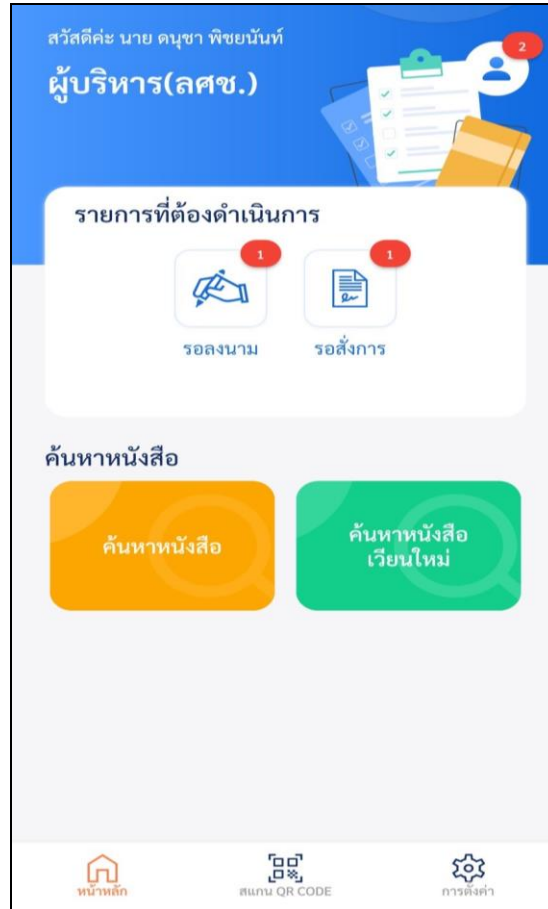 สวัสดีค่ะ นาย ดนุชา พิชยนันท์
2
ผู้บริหาร(ลศช.)
รายการที่ต้องดำเนินการ
1
1
รอลงนาม
รอสั่งการ
ค้นหาหนังสือ
ค้นหาหนังสือ
ค้นหาหนังสือ
เวียนใหม่
หน้าหลัก
สแกน QR CODE
การตั้งค่า